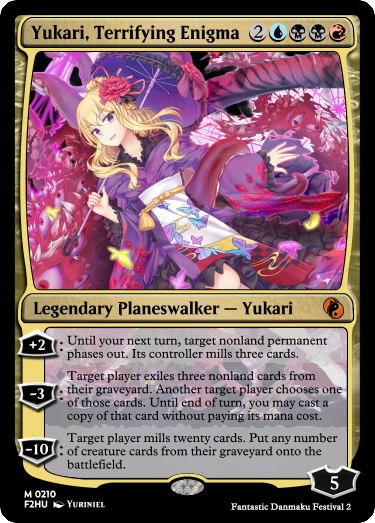 Yukari, Terrifying Enigma 2
Legendary Planeswalker — Yukari
+2: Until your next turn, target nonland permanent
phases out. Its controller mills three cards.
-3: Target player exiles three nonland cards from
their graveyard. Another target player chooses one
of those cards. Until end of turn, you may cast a
copy of that card without paying its mana cost.
-10: Target player mills twenty cards. Put any number
of creature cards from their graveyard onto the
battlefield.
5
M 0210
F2HU Yuriniel
Fantastic Danmaku Festival 2